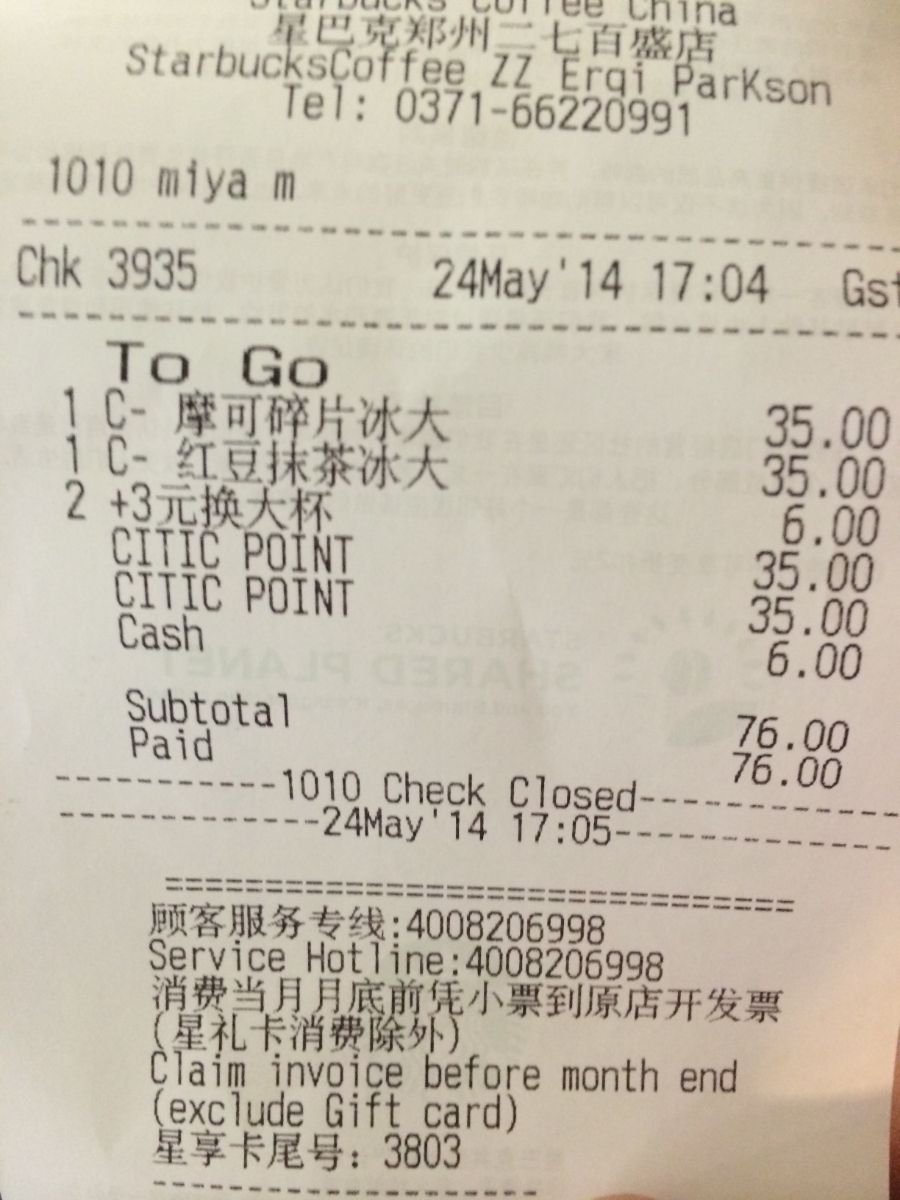 Starbucks Coffee China
星巴克郑州二七百盛店
StarbucksCoffee ZZ Erqi ParKson
Tel: 0371-66220991
1010 miya m
Chk 3935 24May'14 17:04 Gst
To Go
1 C- 摩可碎片冰大 35.00
1 C- 红豆抹茶冰大 35.00
2 +3元换大杯 6.00
CITIC POINT 35.00
CITIC POINT 35.00
Cash 6.00
Subtotal 76.00
Paid 76.00
-----------1010 Check Closed-------------
-------------24May'14 17:05--------------
===============================
顾客服务专线:4008206998
Service Hotline:4008206998
消费当月月底前凭小票到原店开发票
(星礼卡消费除外)
Claim invoice before month end
(exclude Gift card)
星享卡尾号: 3803